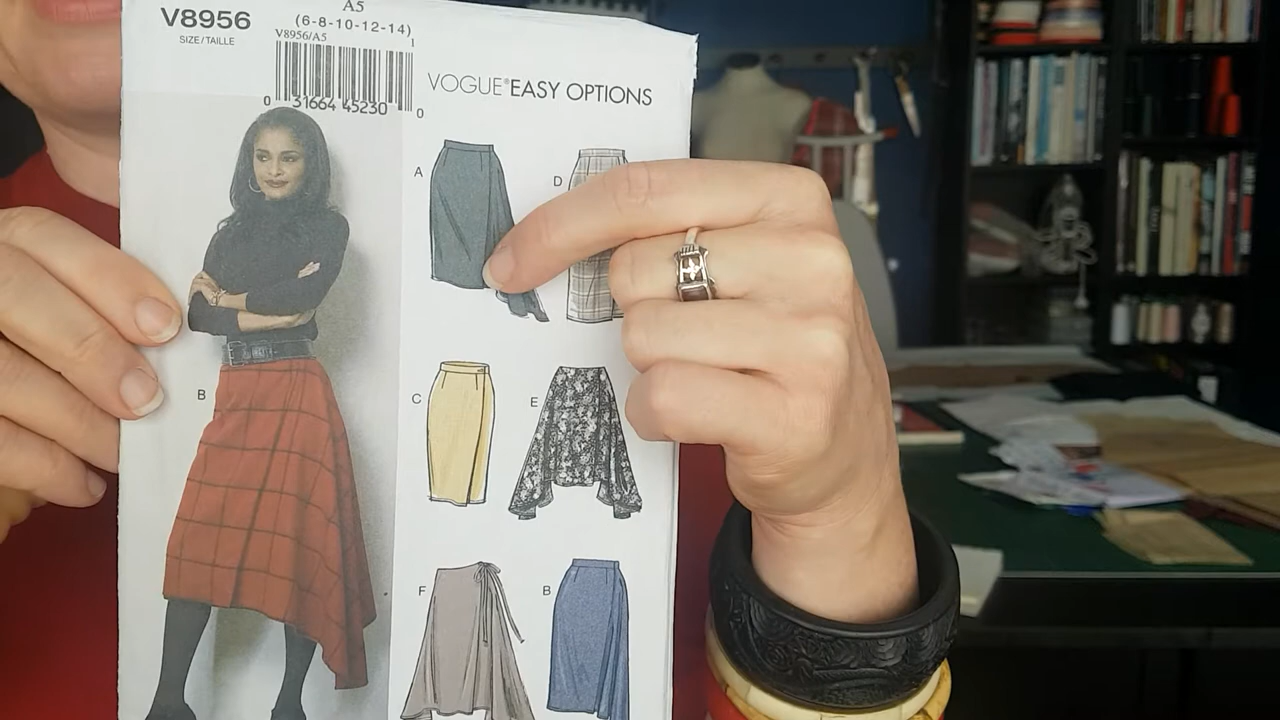 V8956
SIZE/TAILLE
A5
(6-8-10-12-14)
V8956/A5
1
0 31664 45230 0
VOGUE®EASY OPTIONS
A
D
B
C
E
F
B